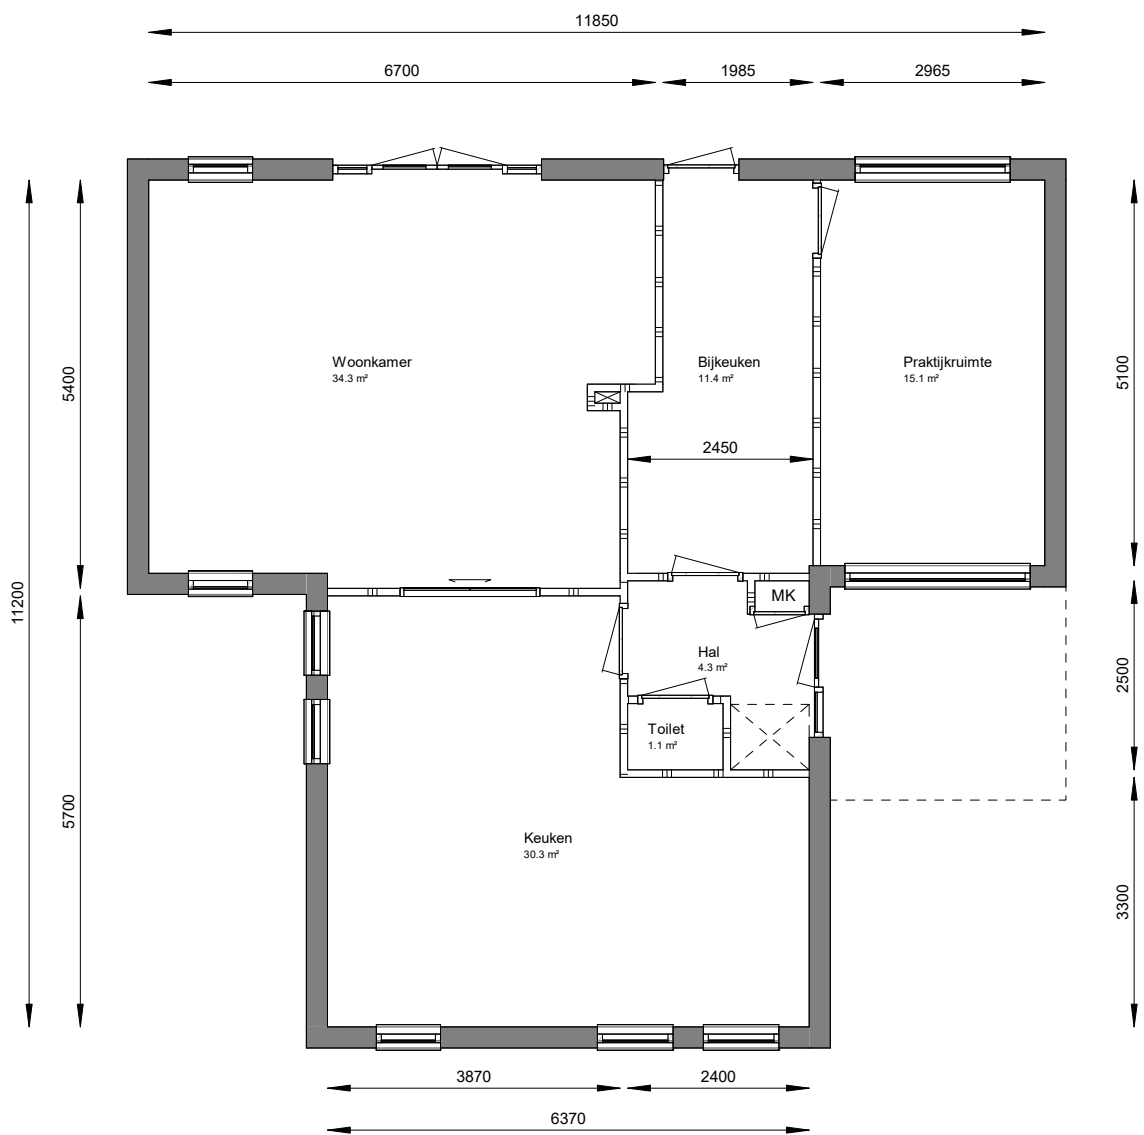 11850
6700
1985
2965
5400
11200
5700
Woonkamer
34.3 m²
Bijkeuken
11.4 m²
Praktijkruimte
15.1 m²
5100
2450
MK
Hal
4.3 m²
2500
Toilet
1.1 m²
Keuken
30.3 m²
3300
3870
2400
6370